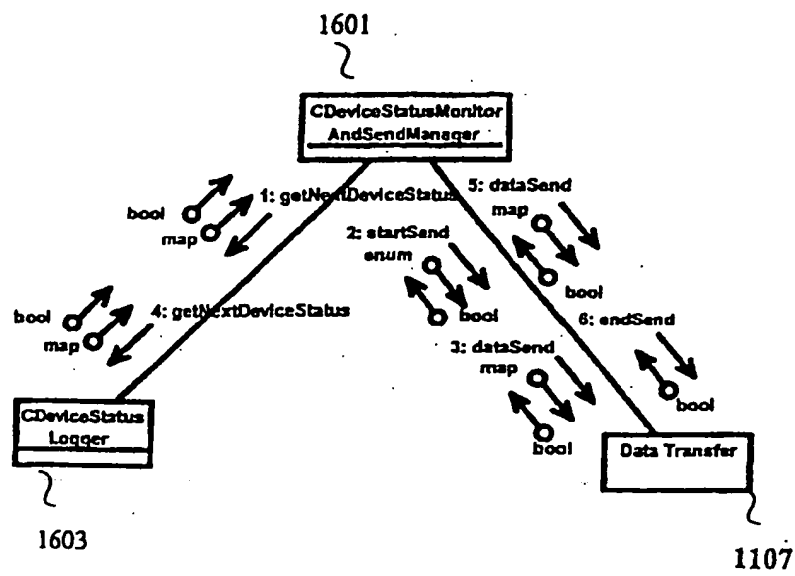 1601
CDeviceStatusMonitor
AndSendManager
1: getNextDeviceStatus
bool
map
5: dataSend
map
bool
2: startSend
enum
bool
4: getNextDeviceStatus
bool
map
6: endSend
bool
3: dataSend
map
bool
CDeviceStatus
Logger
Data Transfer
1603
1107